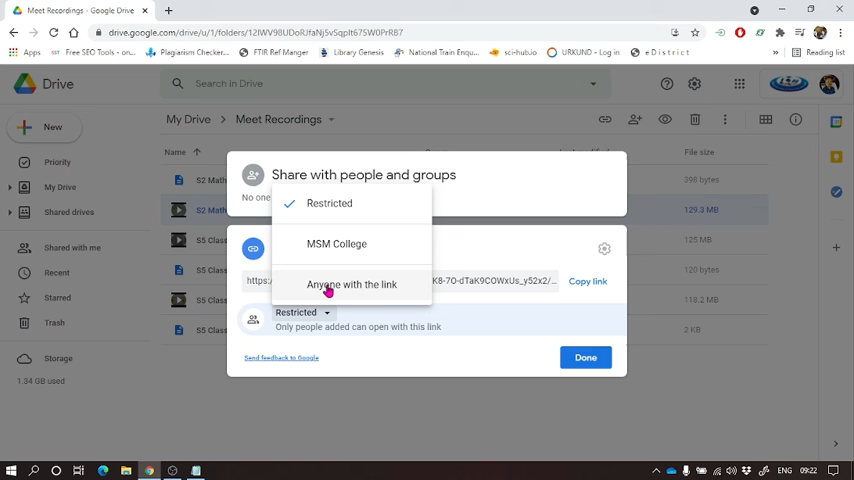 Meet Recordings - Google Drive
drive.google.com/drive/u/1/folders/12IWV98UDoRJfaNj5vSqpIt675W0PrRB7
Apps
Free SEO Tools - on...
Plagiarism Checker...
FTIR Ref Manger
Library Genesis
National Train Enqu...
sci-hub.io
URKUND - Log in
e D i s t r i c t
Reading list
Drive
Search in Drive
New
My Drive
Meet Recordings
Name
File size
Priority
My Drive
Shared drives
Shared with me
Recent
Starred
Trash
Storage
1.34 GB used
S2 Math
398 bytes
S2 Math
129.3 MB
S5 Class
125 MB
S5 Class
S5 Class
118.2 MB
S5 Class
2 KB
Share with people and groups
No one
Restricted
MSM College
Anyone with the link
https:/
K8-7O-dTaK9COWxUs_y52x2/...
Copy link
Restricted
Only people added can open with this link
Send feedback to Google
Done
ENG
09:22